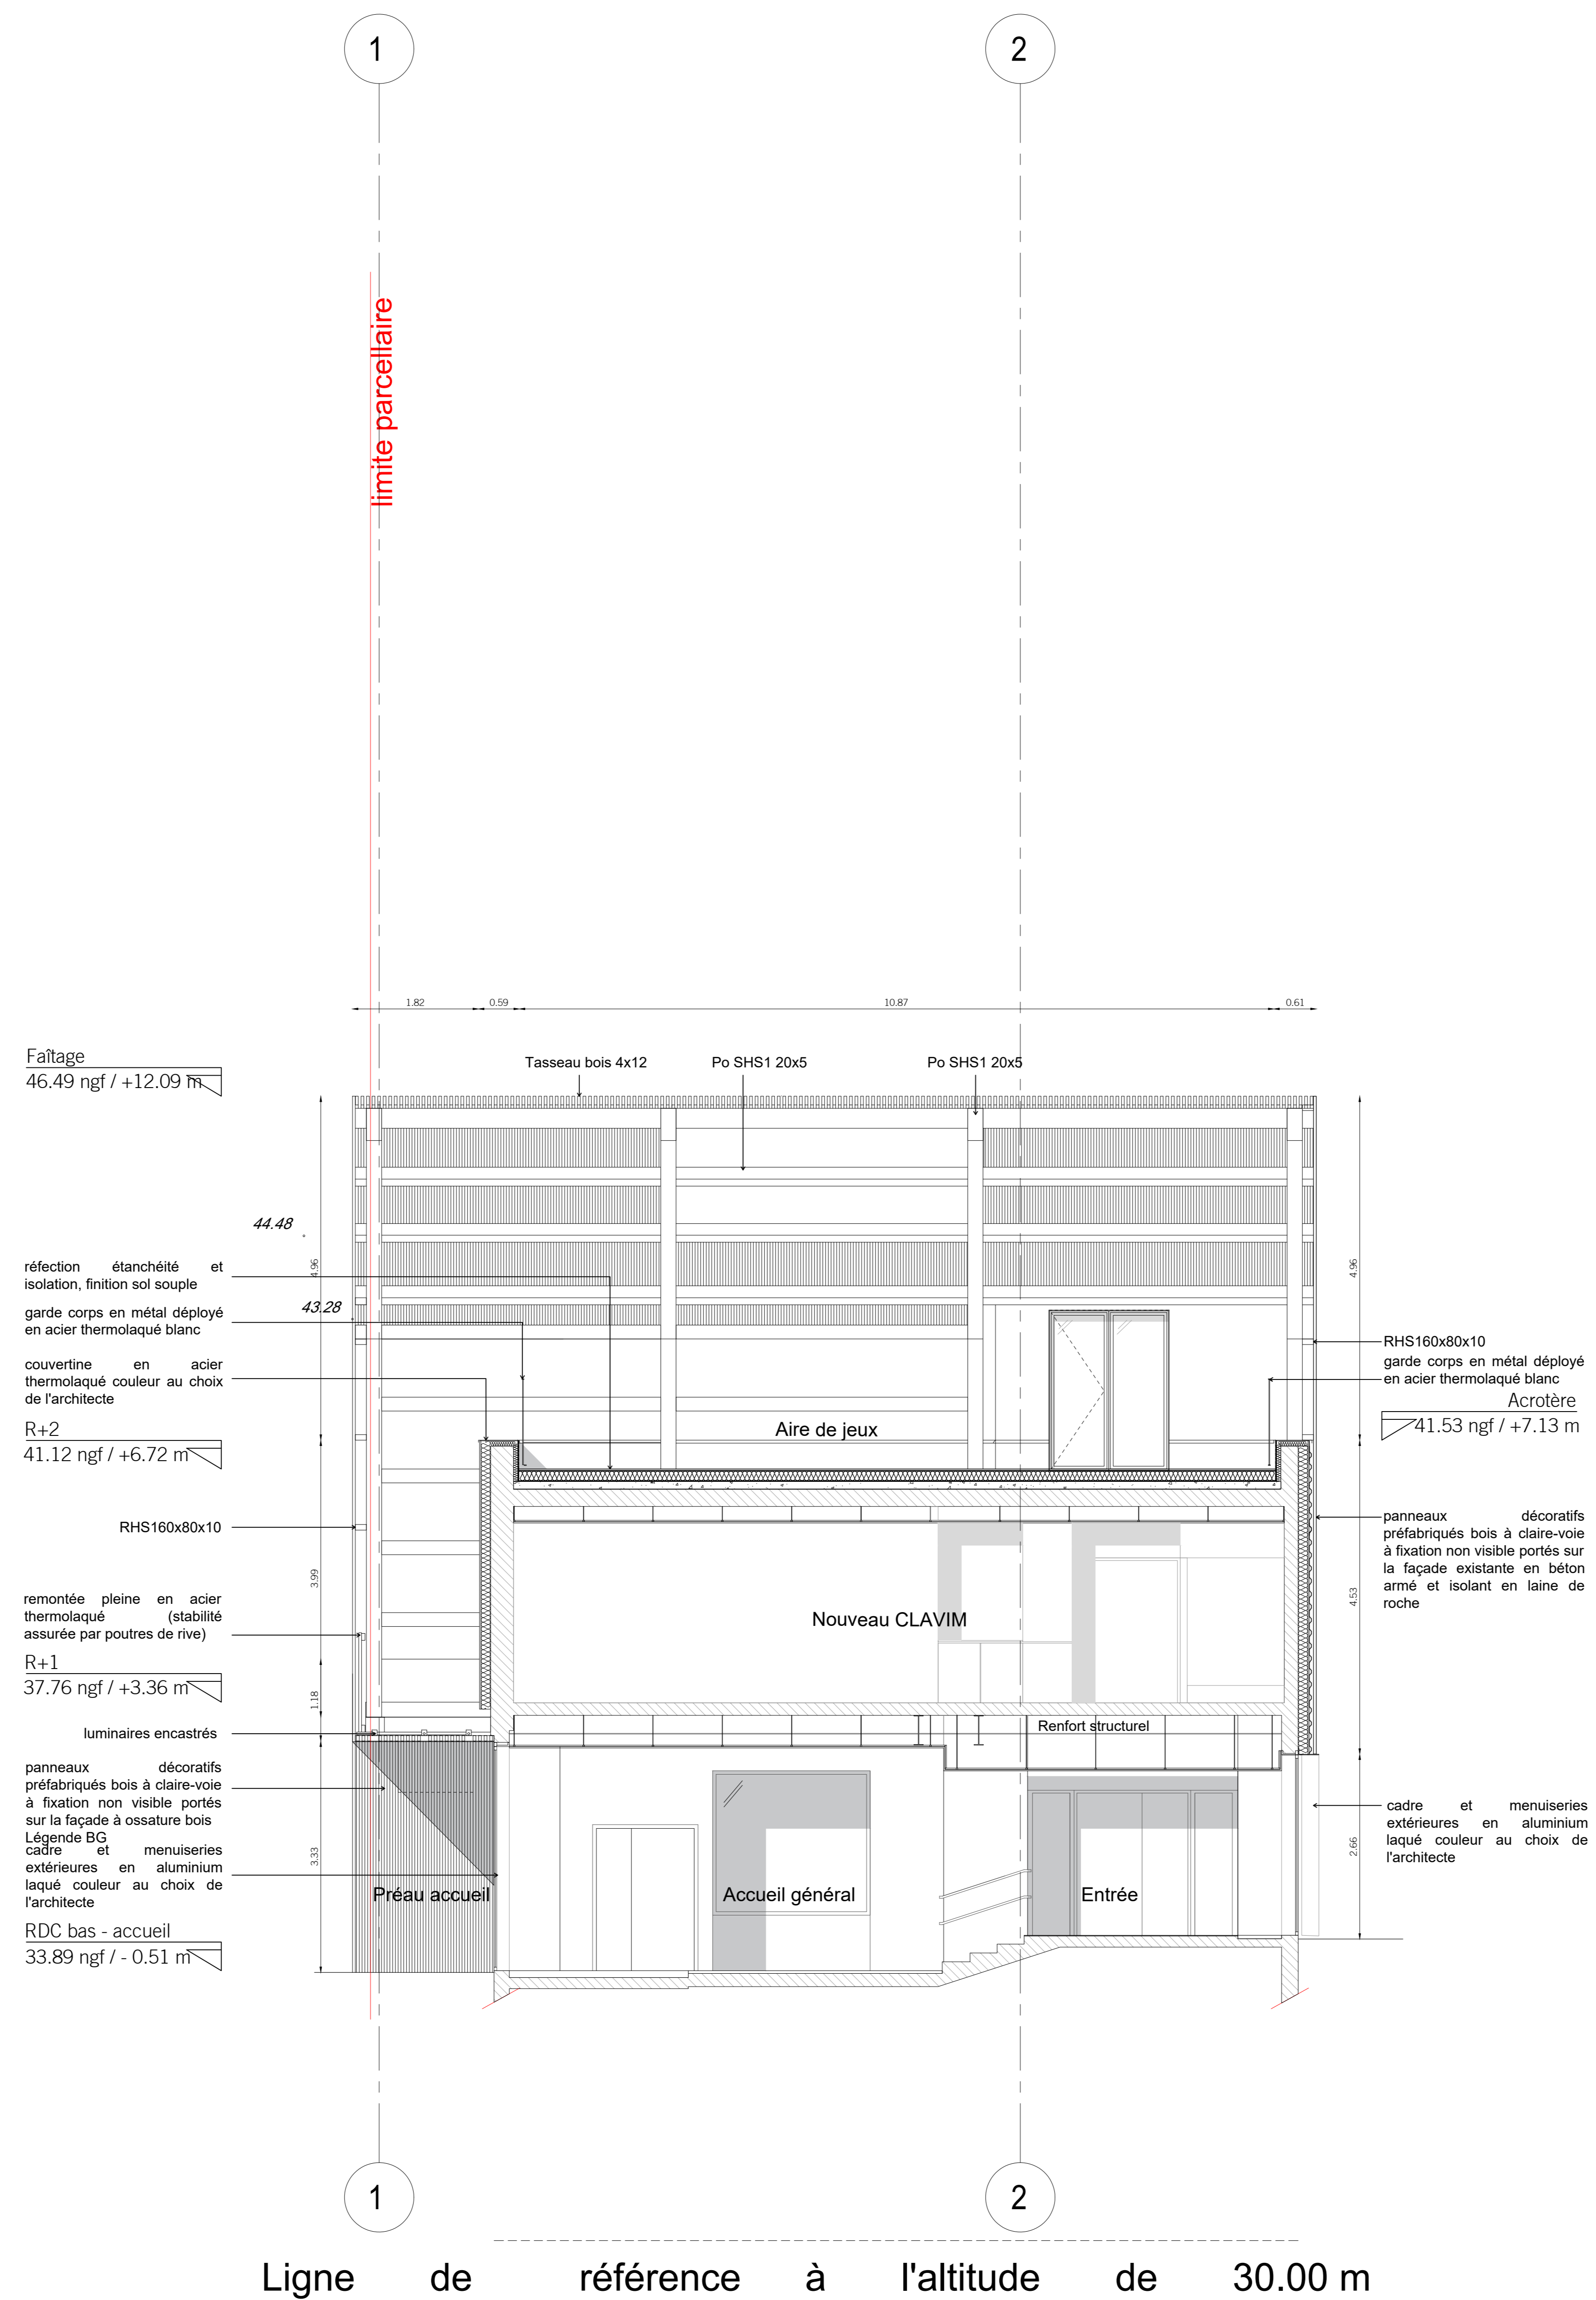 1
2
limite parcellaire
1.82
0.59
10.87
0.61
Faîtage
46.49 ngf / +12.09 m
Tasseau bois 4x12
Po SHS1 20x5
Po SHS1 20x5
44.48
4.96
4.96
réfection étanchéité et
isolation, finition sol souple
43.28
garde corps en métal déployé
en acier thermolaqué blanc
RHS160x80x10
garde corps en métal déployé
en acier thermolaqué blanc
couvertine en acier
thermolaqué couleur au choix
de l'architecte
Acrotère
41.53 ngf / +7.13 m
R+2
41.12 ngf / +6.72 m
Aire de jeux
RHS160x80x10
panneaux décoratifs
préfabriqués bois à claire-voie
à fixation non visible portés sur
la façade existante en béton
armé et isolant en laine de
roche
3.99
4.53
remontée pleine en acier
thermolaqué (stabilité
assurée par poutres de rive)
Nouveau CLAVIM
R+1
37.76 ngf / +3.36 m
1.18
luminaires encastrés
Renfort structurel
panneaux décoratifs
préfabriqués bois à claire-voie
à fixation non visible portés
sur la façade à ossature bois
Légende BG
cadre et menuiseries
extérieures en aluminium
laqué couleur au choix de
l'architecte
cadre et menuiseries
extérieures en aluminium
laqué couleur au choix de
l'architecte
3.33
2.66
Préau accueil
Accueil général
Entrée
RDC bas - accueil
33.89 ngf / - 0.51 m
1
2
Ligne de référence à l'altitude de 30.00 m